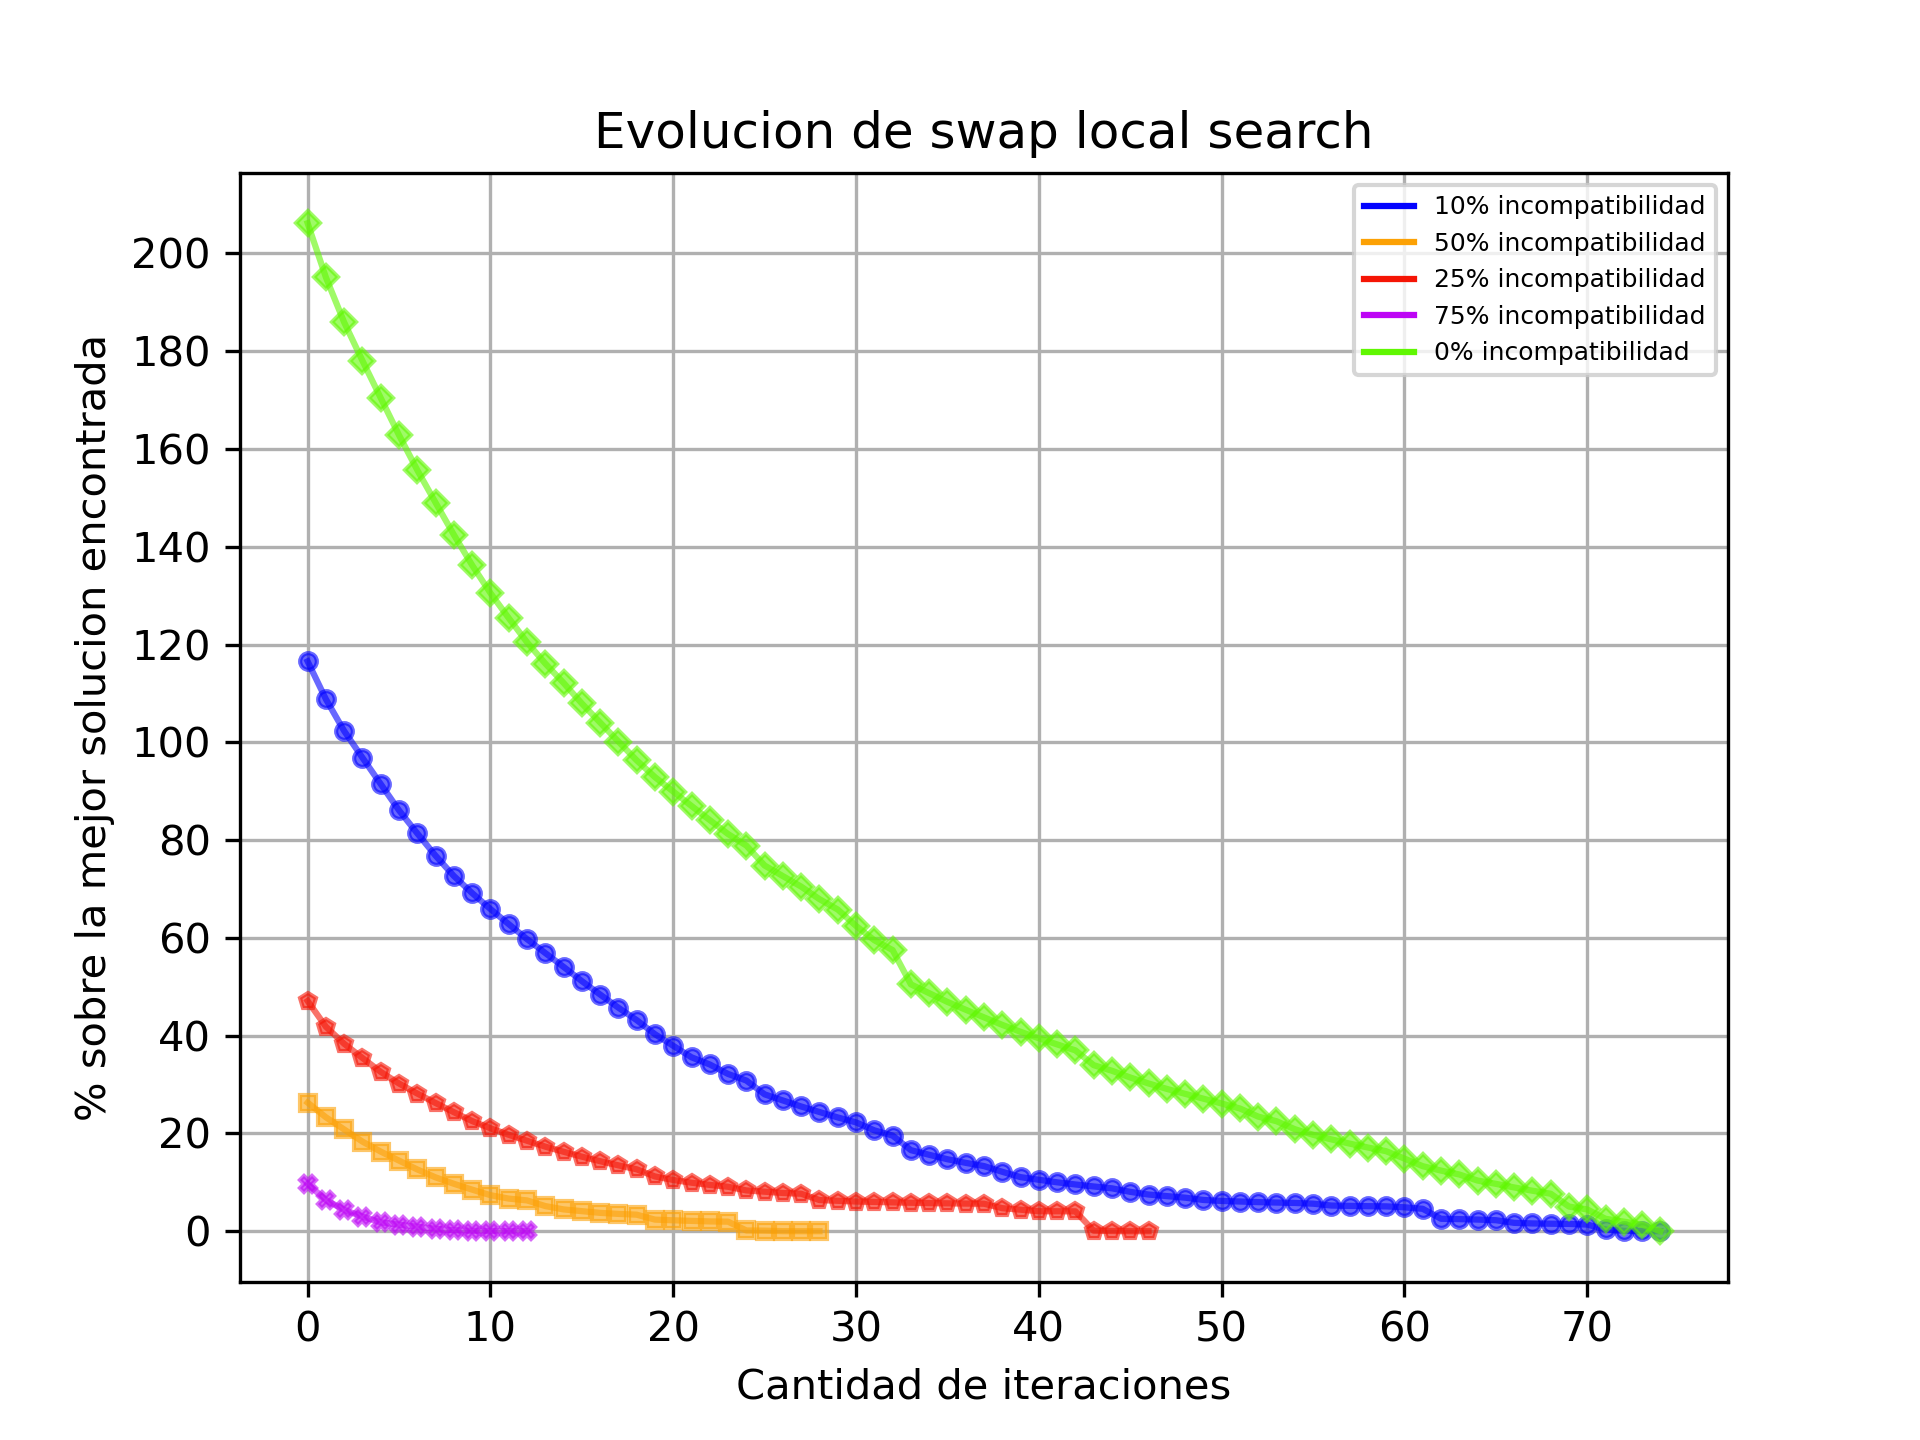 Evolucion de swap local search
% sobre la mejor solucion encontrada
200
180
160
140
120
100
80
60
40
20
0
10% incompatibilidad
50% incompatibilidad
25% incompatibilidad
75% incompatibilidad
0% incompatibilidad
0 10 20 30 40 50 60 70
Cantidad de iteraciones